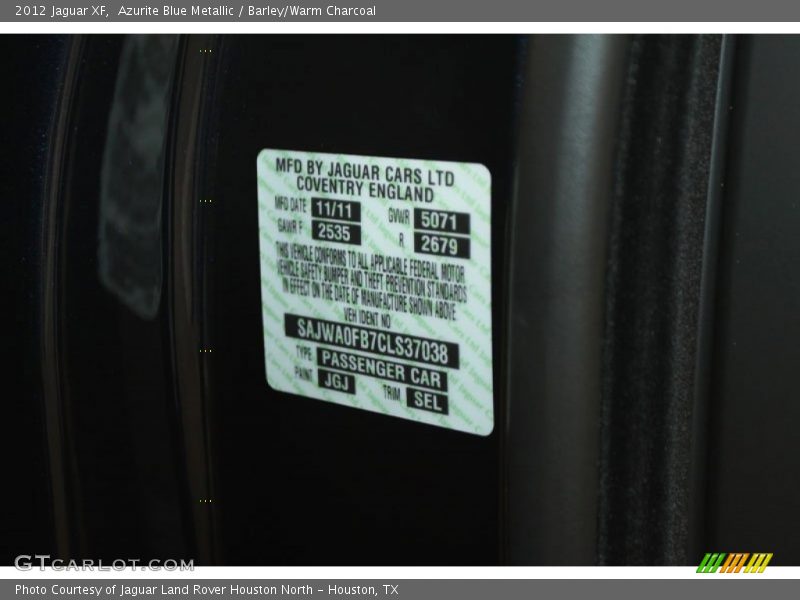 2012 Jaguar XF,  Azurite Blue Metallic / Barley/Warm Charcoal
MFD BY JAGUAR CARS LTD
COVENTRY ENGLAND
MFD DATE 11/11 GVWR 5071
GAWR F 2535 R 2679
THIS VEHICLE CONFORMS TO ALL APPLICABLE FEDERAL MOTOR
VEHICLE SAFETY BUMPER AND THEFT PREVENTION STANDARDS
IN EFFECT ON THE DATE OF MANUFACTURE SHOWN ABOVE
VEH IDENT NO
SAJWA0FB7CLS37038
TYPE PASSENGER CAR
PAINT JGJ TRIM SEL
GTCARLOT.COM
Photo Courtesy of Jaguar Land Rover Houston North - Houston, TX